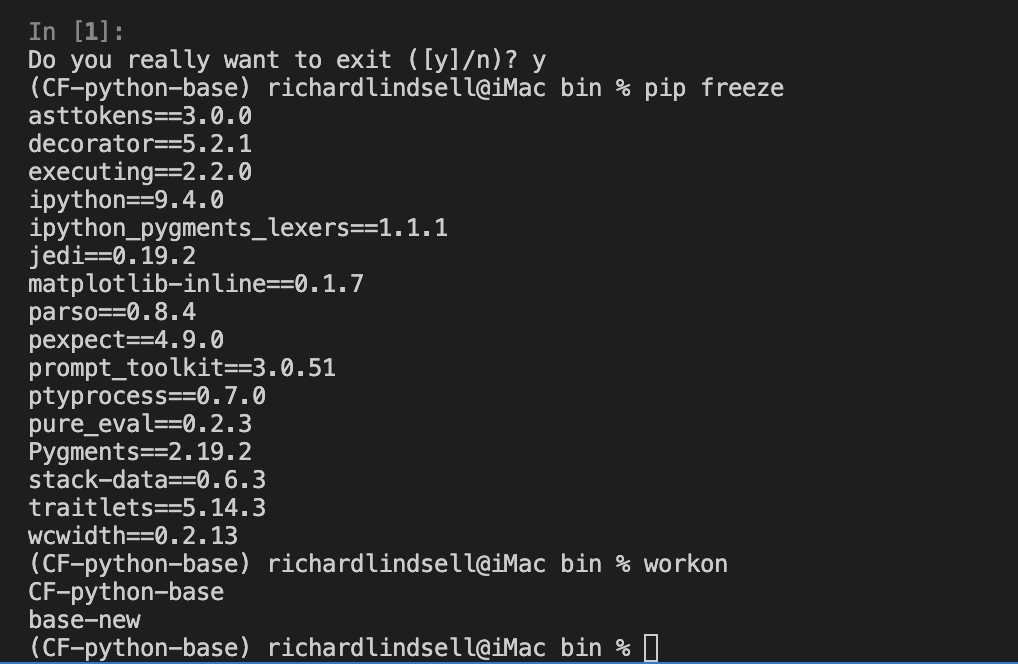 In [1]:
Do you really want to exit ([y]/n)? y
(CF-python-base) richardlindsell@iMac bin % pip freeze
asttokens==3.0.0
decorator==5.2.1
executing==2.2.0
ipython==9.4.0
ipython_pygments_lexers==1.1.1
jedi==0.19.2
matplotlib-inline==0.1.7
parso==0.8.4
pexpect==4.9.0
prompt_toolkit==3.0.51
ptyprocess==0.7.0
pure_eval==0.2.3
Pygments==2.19.2
stack-data==0.6.3
traitlets==5.14.3
wcwidth==0.2.13
(CF-python-base) richardlindsell@iMac bin % workon
CF-python-base
base-new
(CF-python-base) richardlindsell@iMac bin %